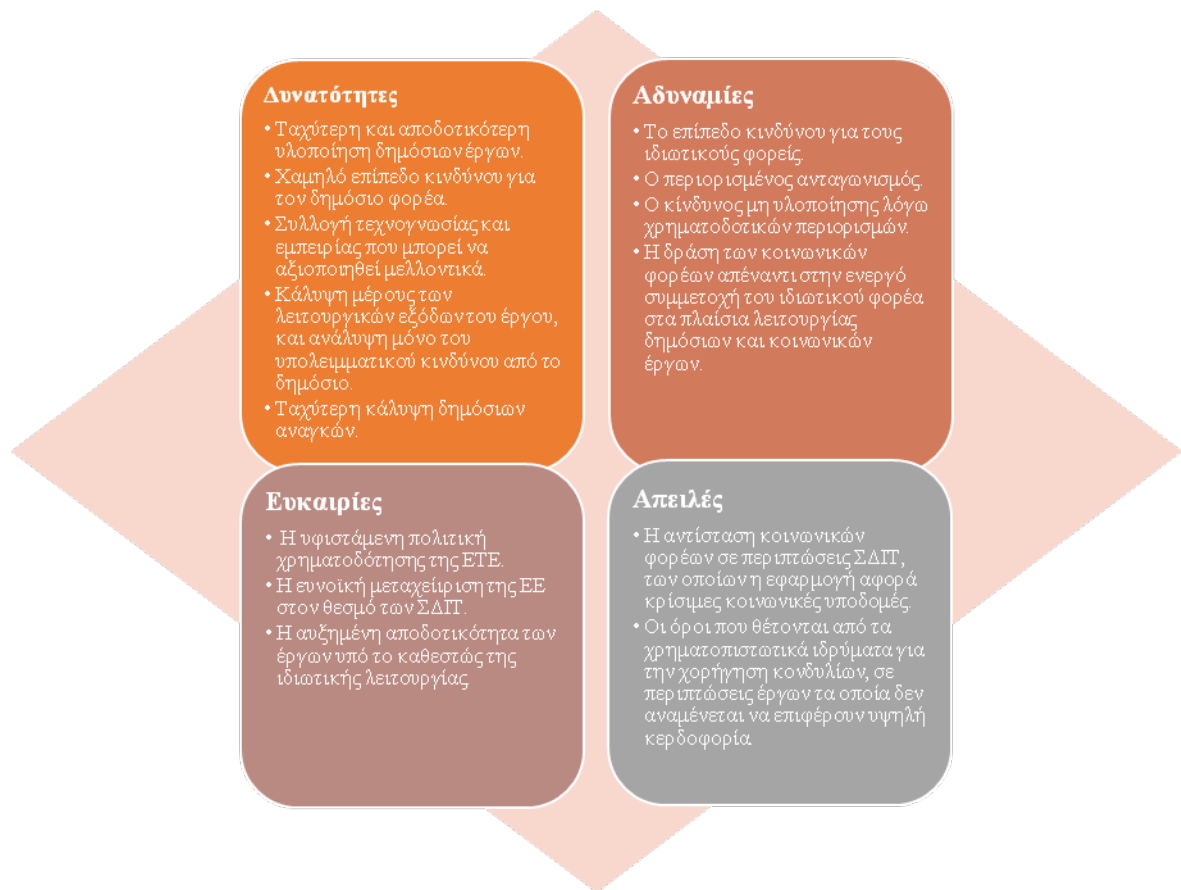 Δυνατότητες
• Ταχύτερη και αποδοτικότερη
υλοποίηση δημόσιων έργων.
• Χαμηλό επίπεδο κινδύνου για
τον δημόσιο φορέα.
• Συλλογή τεχνογνωσίας και
εμπειρίας που μπορεί να
αξιοποιηθεί μελλοντικά.
• Κάλυψη μέρους των
λειτουργικών εξόδων του έργου,
και ανάλυψη μόνο του
υπολειμματικού κινδύνου από το
δημόσιο.
• Ταχύτερη κάλυψη δημόσιων
αναγκών.
Αδυναμίες
• Το επίπεδο κινδύνου για τους
ιδιωτικούς φορείς.
• Ο περιορισμένος ανταγωνισμός.
• Ο κίνδυνος μη υλοποίησης λόγω
χρηματοδοτικών περιορισμών.
• Η δράση των κοινωνικών
φορέων απέναντι στην ενεργό
συμμετοχή του ιδιωτικού φορέα
στα πλαίσια λειτουργίας
δημόσιων και κοινωνικών
έργων.
Ευκαιρίες
• Η υφιστάμενη πολιτική
χρηματοδότησης της ΕΤΕ.
• Η ευνοϊκή μεταχείριση της ΕΕ
στον θεσμό των ΣΔΙΤ.
• Η αυξημένη αποδοτικότητα των
έργων υπό το καθεστώς της
ιδιωτικής λειτουργίας
Απειλές
• Η αντίσταση κοινωνικών
φορέων σε περιπτώσεις ΣΔΙΤ,
των οποίων η εφαρμογή αφορά
κρίσιμες κοινωνικές υποδομές.
• Οι όροι που θέτονται από τα
χρηματοπιστωτικά ιδρύματα για
την χορήγηση κονδυλίων, σε
περιπτώσεις έργων τα οποία δεν
αναμένεται να επιφέρουν υψηλή
κερδοφορία